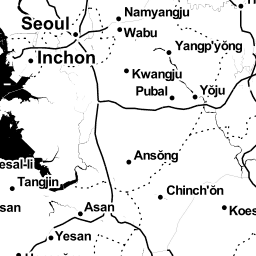 Namyangju
Seoul
Wabu
Yangp'yŏng
Inchon
Kwangju
Pubal
Yŏju
Ansŏng
esal-li
Tangjin
Chinch'ŏn
san
Asan
Koes
Yesan